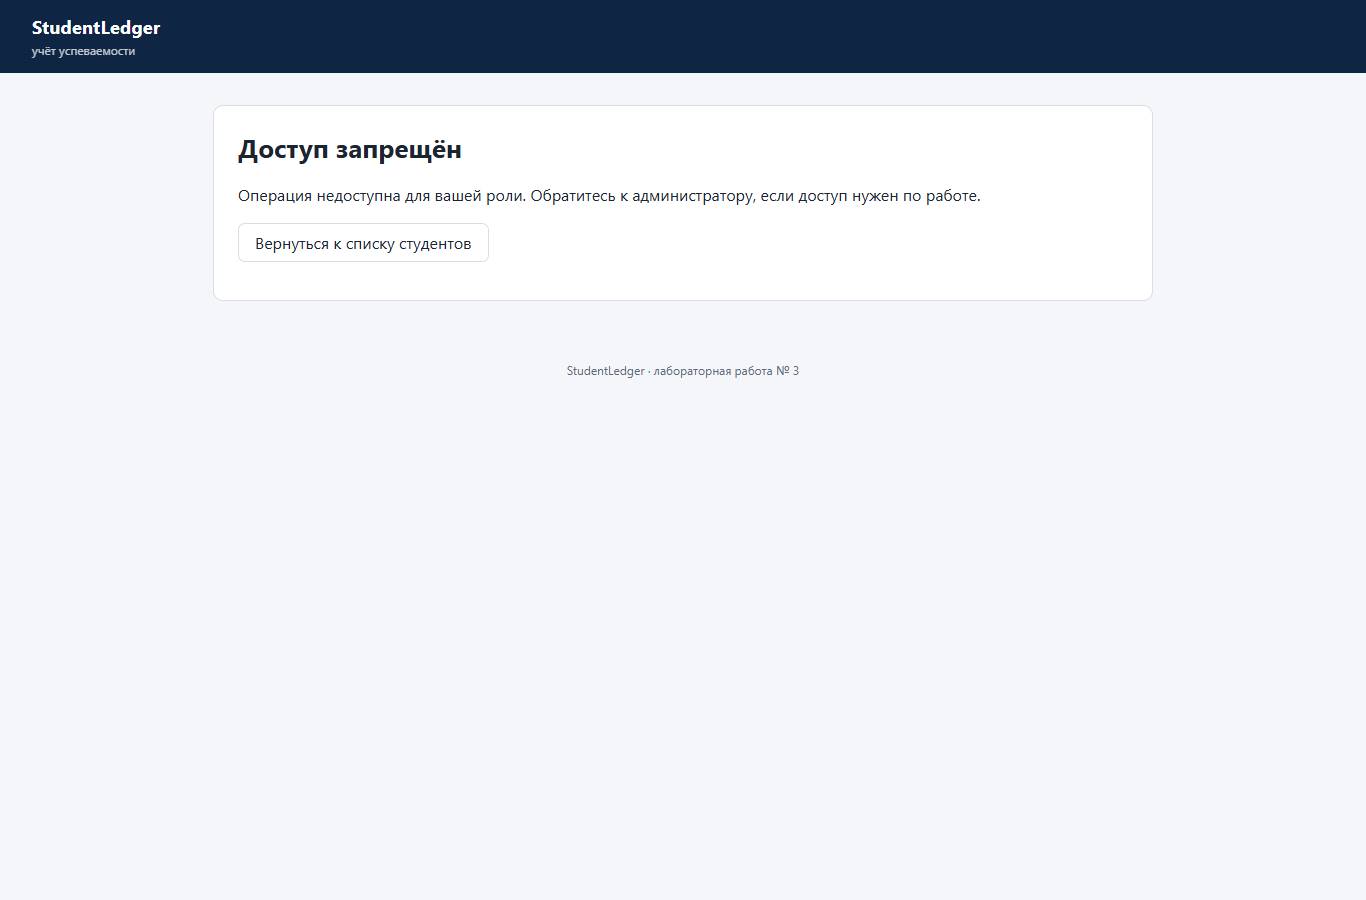 StudentLedger
учёт успеваемости
Доступ запрещён
Операция недоступна для вашей роли. Обратитесь к администратору, если доступ нужен по работе.
Вернуться к списку студентов
StudentLedger · лабораторная работа № 3